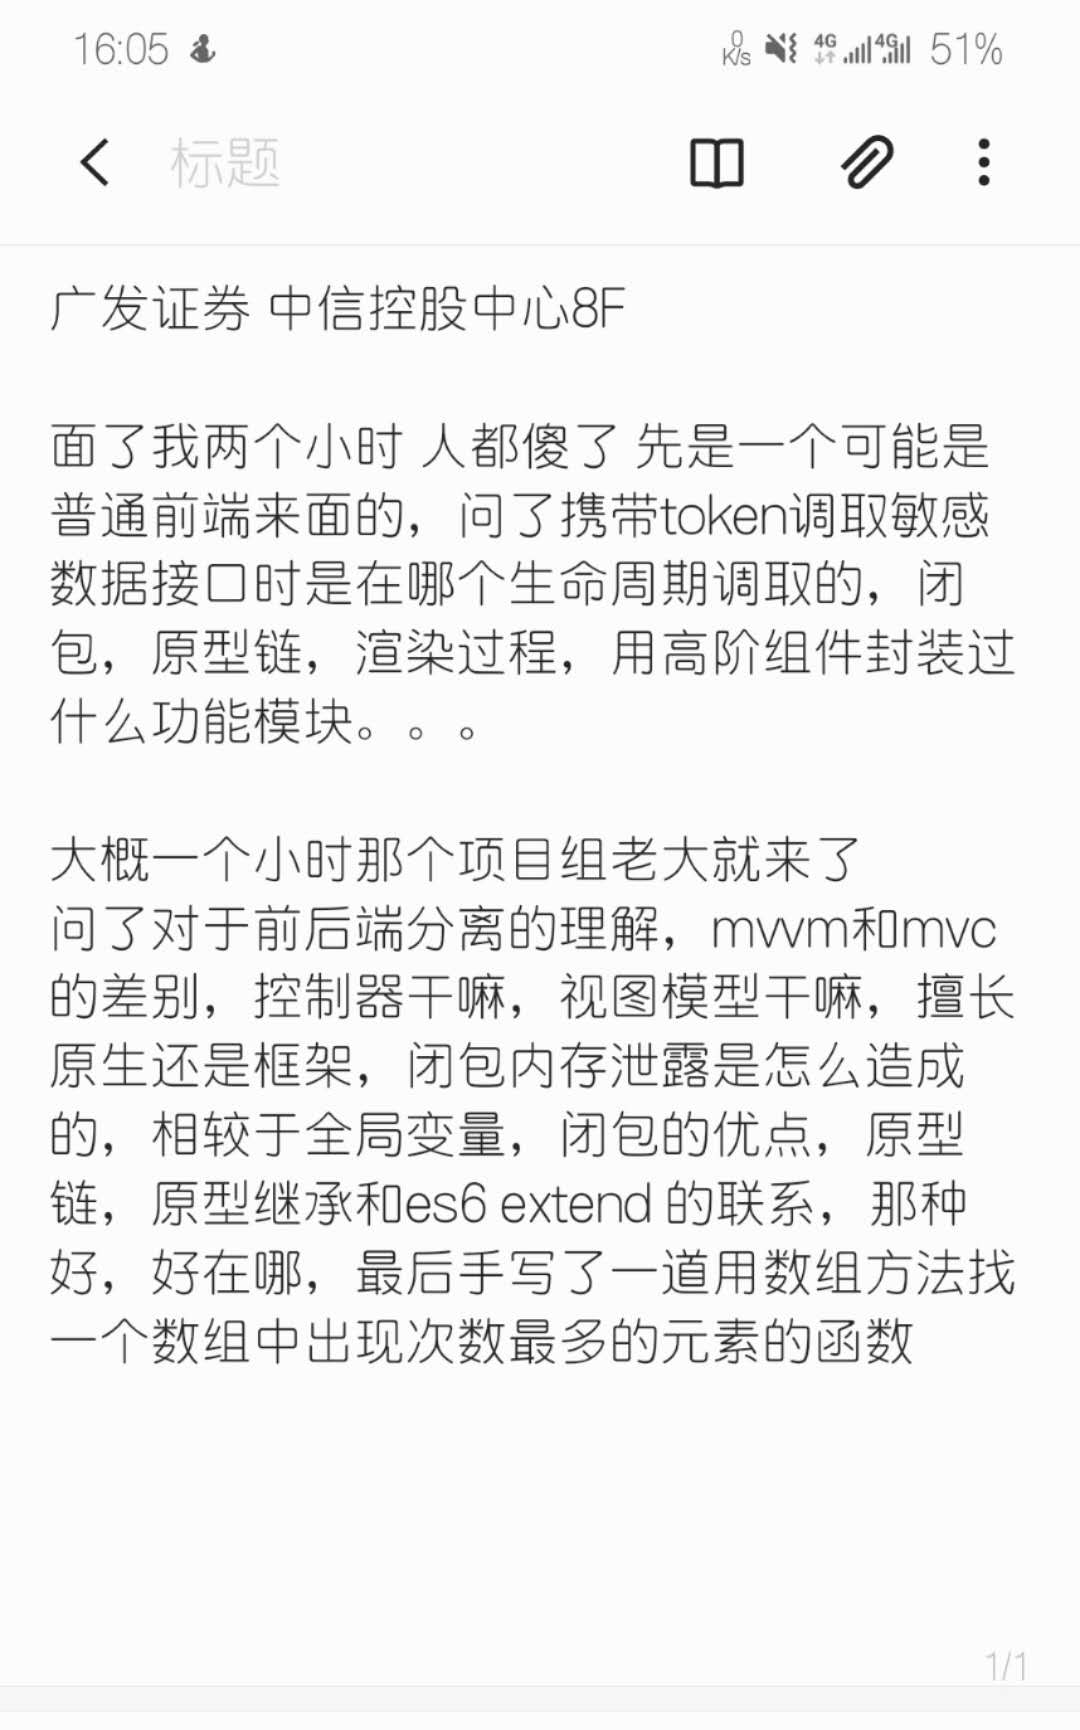 16:05
0
K/s
4G
4G
51%
标题
广发证券 中信控股中心8F
面了我两个小时 人都傻了 先是一个可能是
普通前端来面的，问了携带token调取敏感
数据接口时是在哪个生命周期调取的，闭
包，原型链，渲染过程，用高阶组件封装过
什么功能模块。。。
大概一个小时那个项目组老大就来了
问了对于前后端分离的理解，mvvm和mvc
的差别，控制器干嘛，视图模型干嘛，擅长
原生还是框架，闭包内存泄露是怎么造成
的，相较于全局变量，闭包的优点，原型
链，原型继承和es6 extend 的联系，那种
好，好在哪，最后手写了一道用数组方法找
一个数组中出现次数最多的元素的函数
1/1